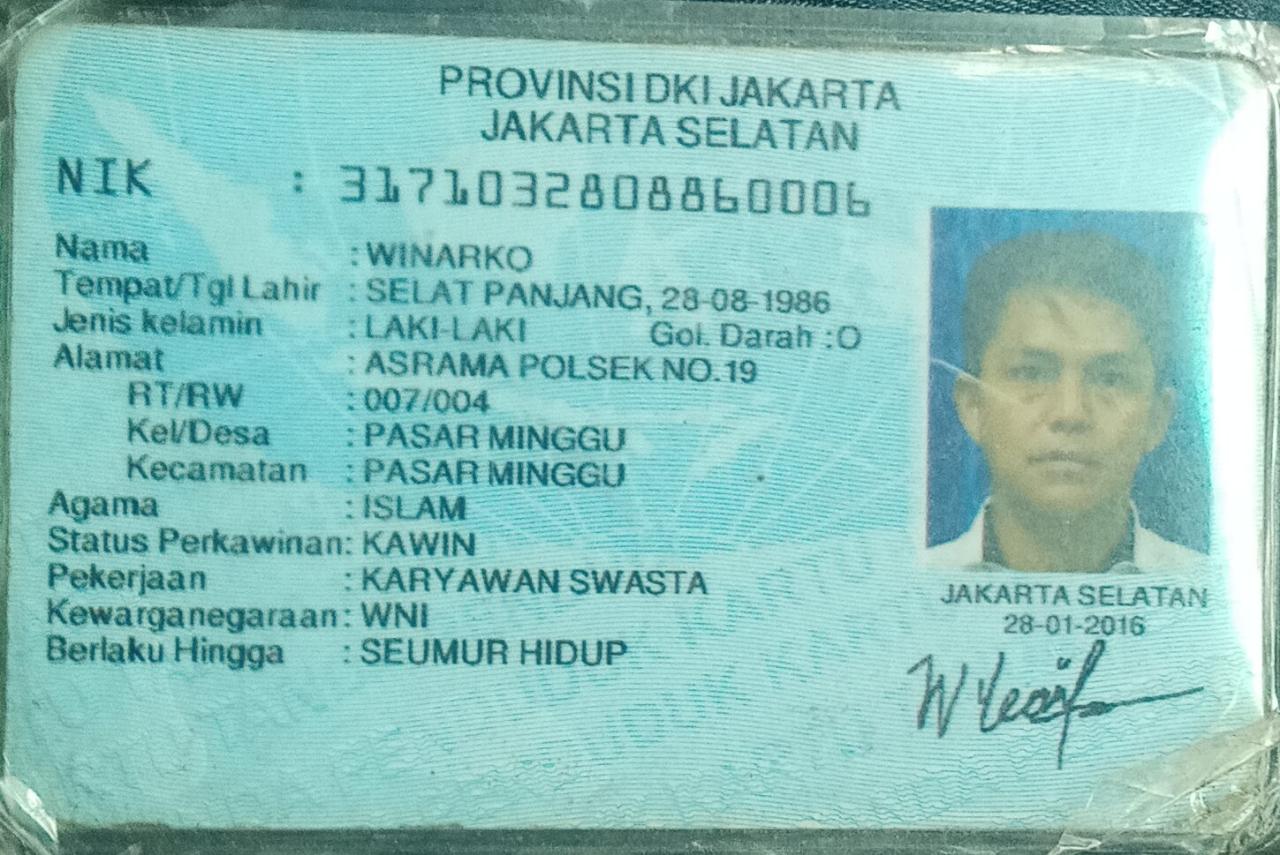 PROVINSI DKI JAKARTA
JAKARTA SELATAN
NIK : 3171032808860006
Nama : WINARKO
Tempat/Tgl Lahir : SELAT PANJANG, 28-08-1986
Jenis kelamin : LAKI-LAKI Gol. Darah : O
Alamat : ASRAMA POLSEK NO.19
RT/RW : 007/004
Kel/Desa : PASAR MINGGU
Kecamatan : PASAR MINGGU
Agama : ISLAM
Status Perkawinan: KAWIN
Pekerjaan : KARYAWAN SWASTA
Kewarganegaraan: WNI
Berlaku Hingga : SEUMUR HIDUP
JAKARTA SELATAN
28-01-2016